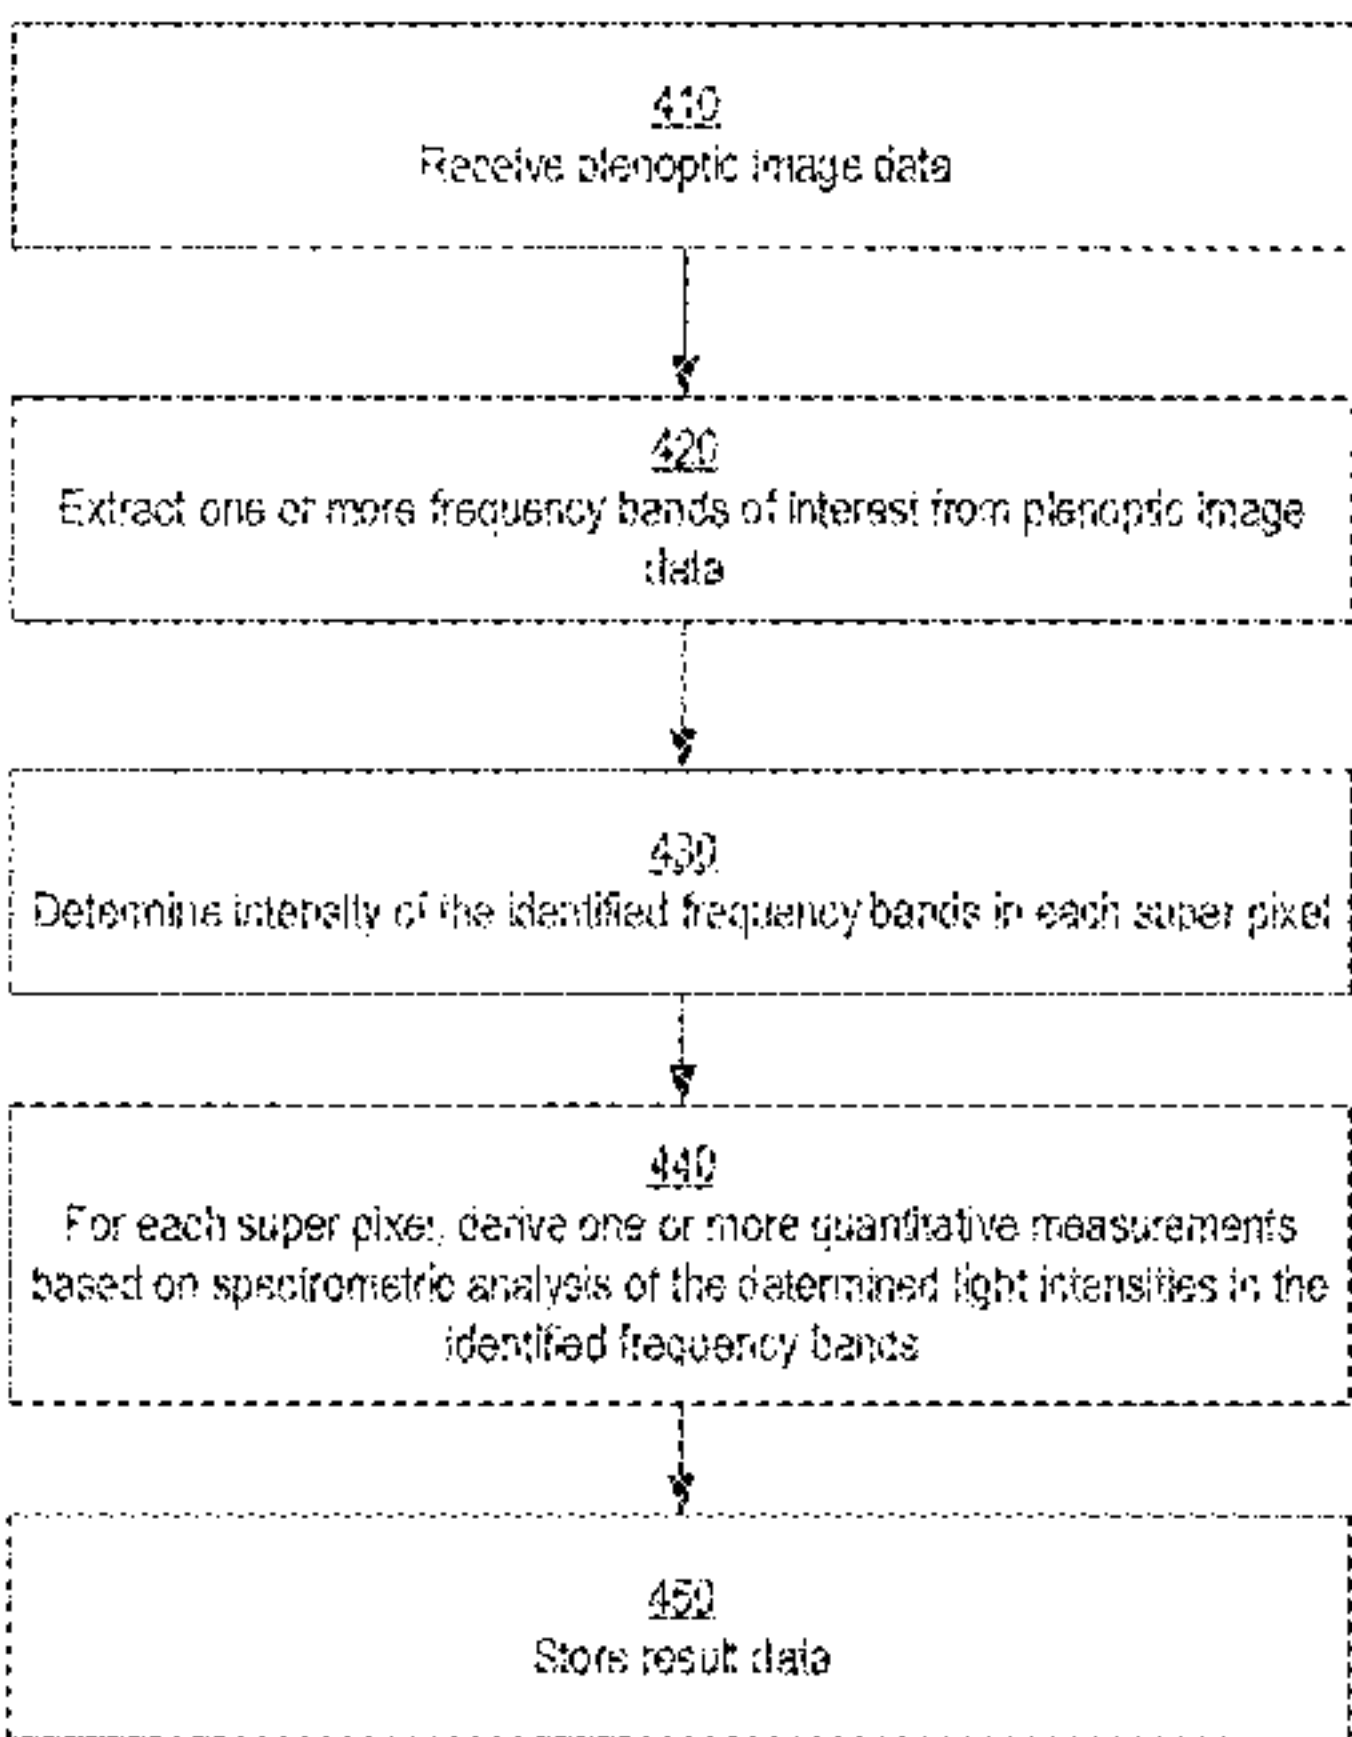 410
Receive plenoptic image data
420
Extract one or more frequency bands of interest from plenoptic image
data
430
Determine intensity of the identified frequency bands in each super pixel
440
For each super pixel, derive one or more quantitative measurements
based on spectrometric analysis of the determined light intensities in the
identified frequency bands
450
Store result data